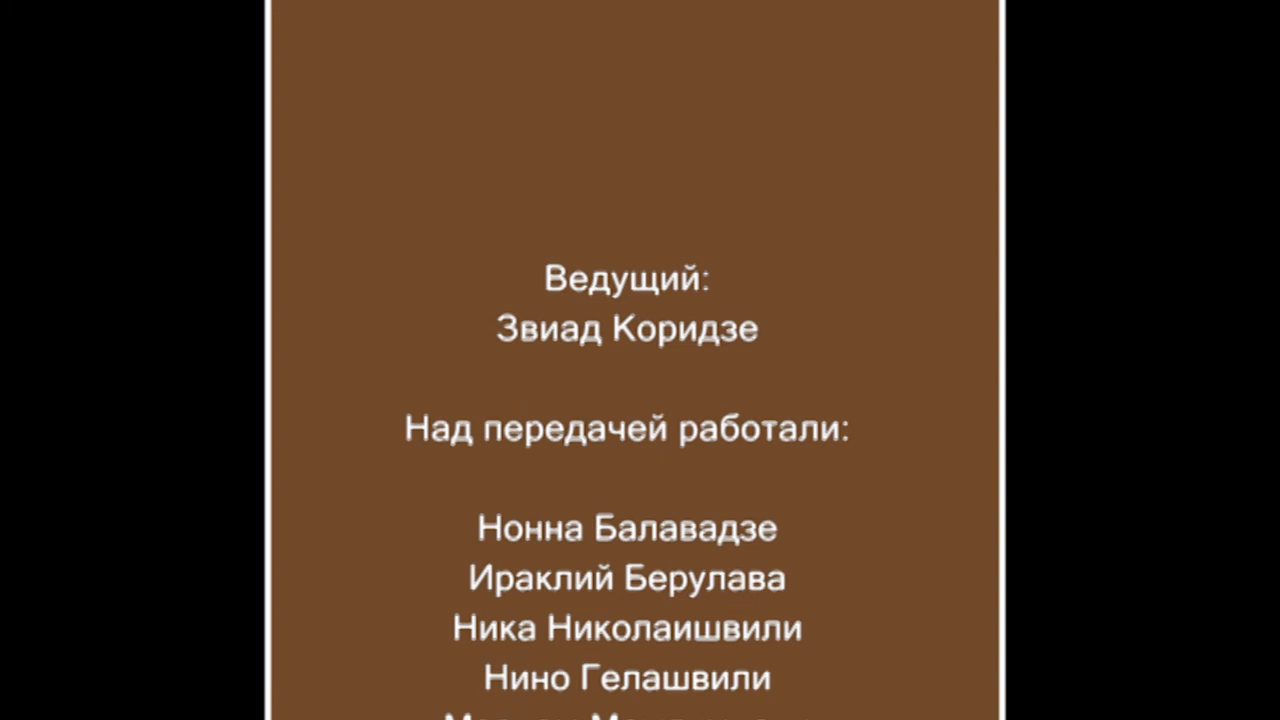 Ведущий:
Звиад Коридзе
Над передачей работали:
Нонна Балавадзе
Ираклий Берулава
Ника Николаишвили
Нино Гелашвили